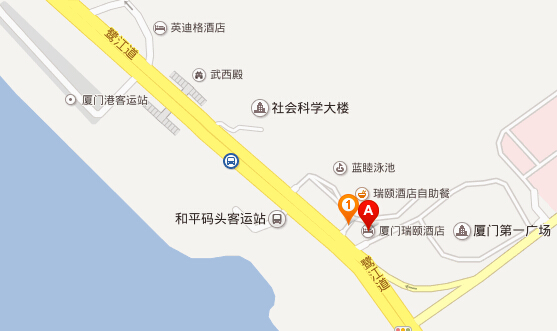 英迪格酒店
鹭江道
武西殿
厦门港客运站
社会科学大楼
蓝睦泳池
瑞颐酒店自助餐
1
A
和平码头客运站
厦门瑞颐酒店
厦门第一广场
鹭江道